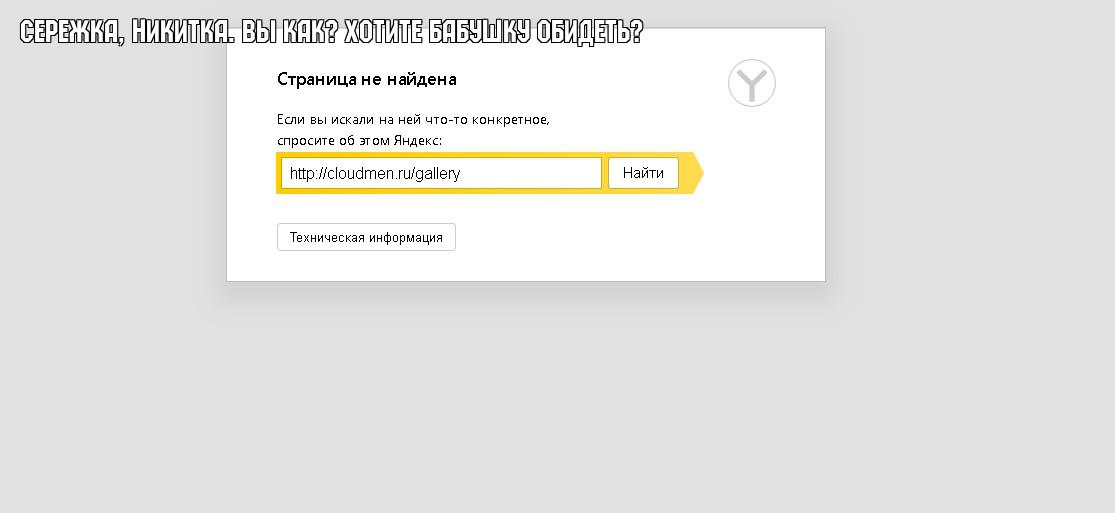 СЕРЕЖКА, НИКИТКА. ВЫ КАК? ХОТИТЕ БАБУШКУ ОБИДЕТЬ?
Страница не найдена
Если вы искали на ней что-то конкретное,
спросите об этом Яндекс:
http://cloudmen.ru/gallery
Найти
Техническая информация